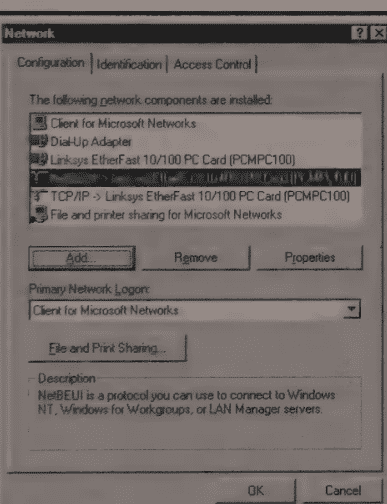 Network
Configuration Identification Access Control
The following network components are installed:
Client for Microsoft Networks
Dial-Up Adapter
Linksys EtherFast 10/100 PC Card (PCMPC100)
TCP/IP -> Linksys EtherFast 10/100 PC Card (PCMPC100)
File and printer sharing for Microsoft Networks
Add... Remove Properties
Primary Network Logon:
Client for Microsoft Networks
File and Print Sharing...
Description
NetBEUI is a protocol you can use to connect to Windows
NT, Windows for Workgroups, or LAN Manager servers.
OK Cancel